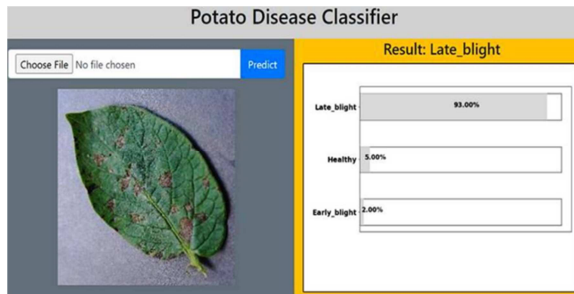 Potato Disease Classifier
Choose File No file chosen
Predict
Result: Late_blight
Late_blight 93.00%
Healthy 5.00%
Early_blight 2.00%